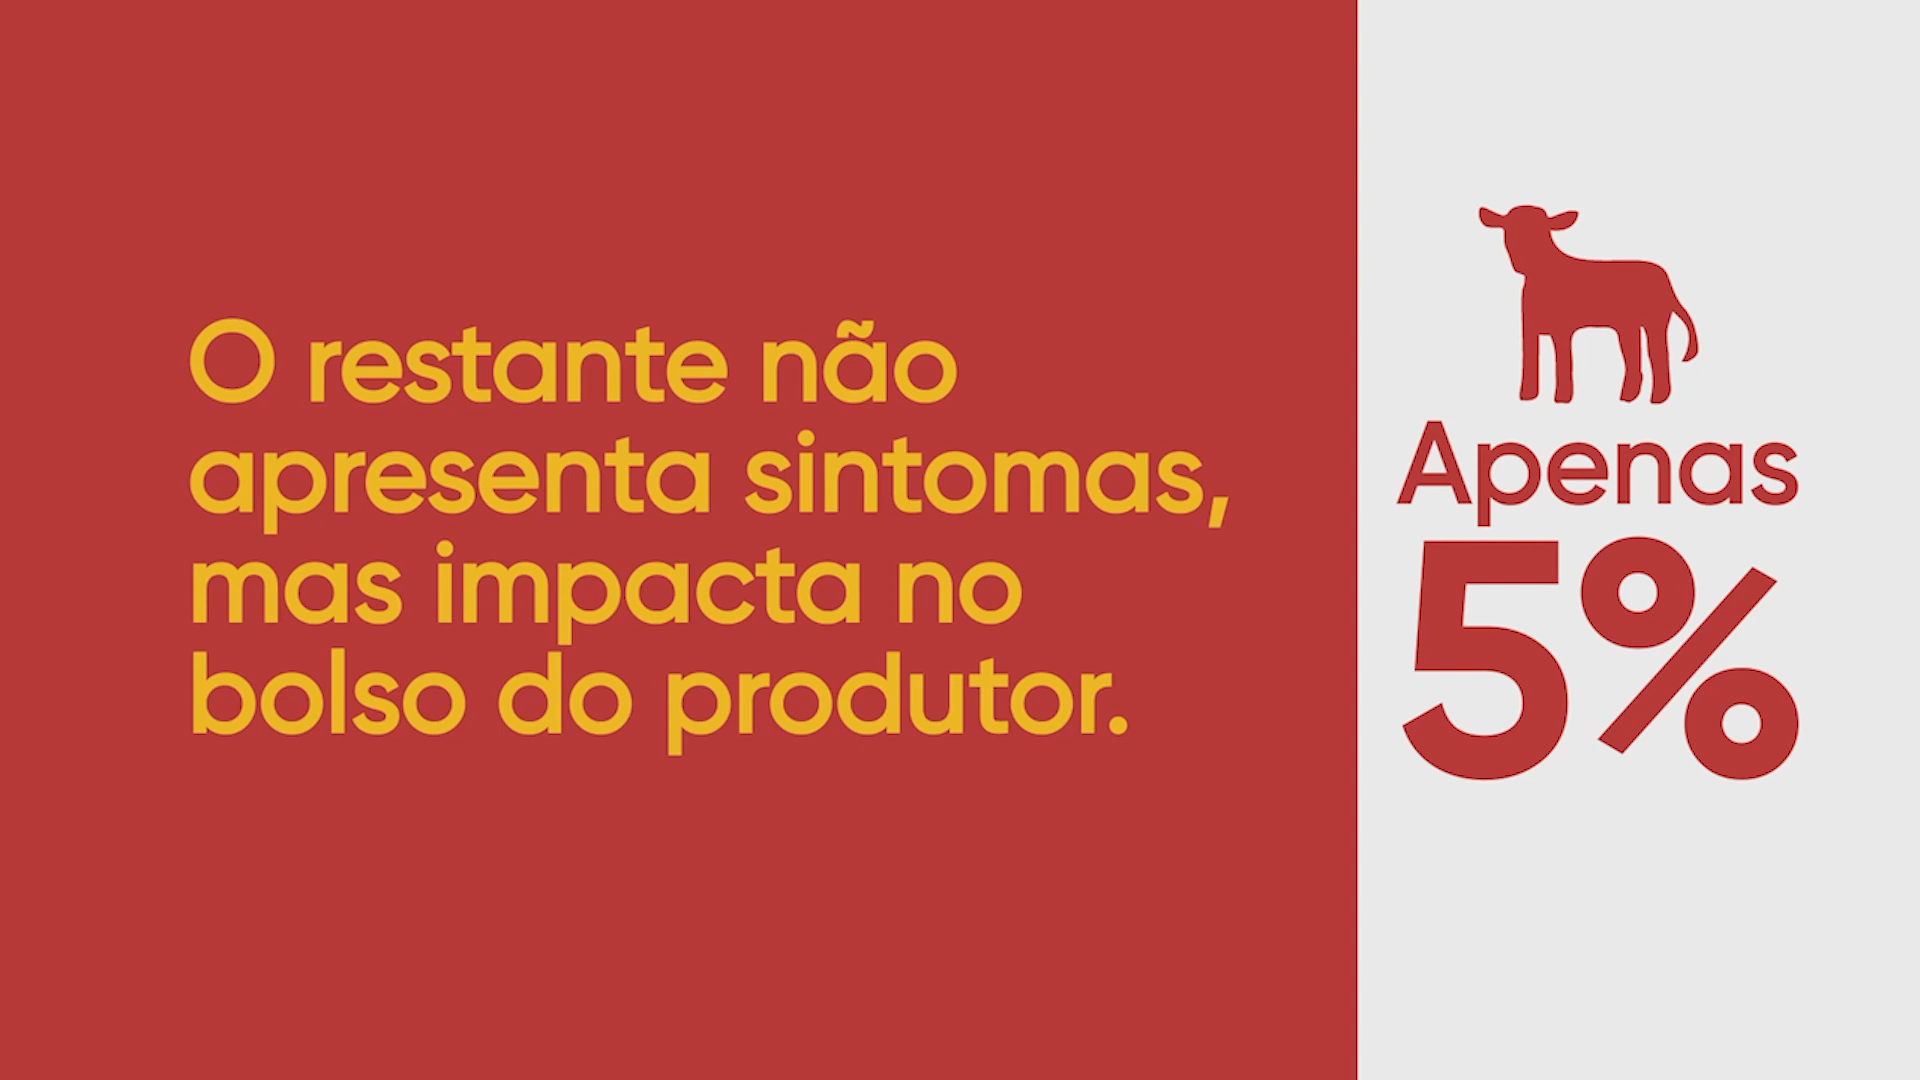 O restante não
apresenta sintomas,
mas impacta no
bolso do produtor.
Apenas
5%